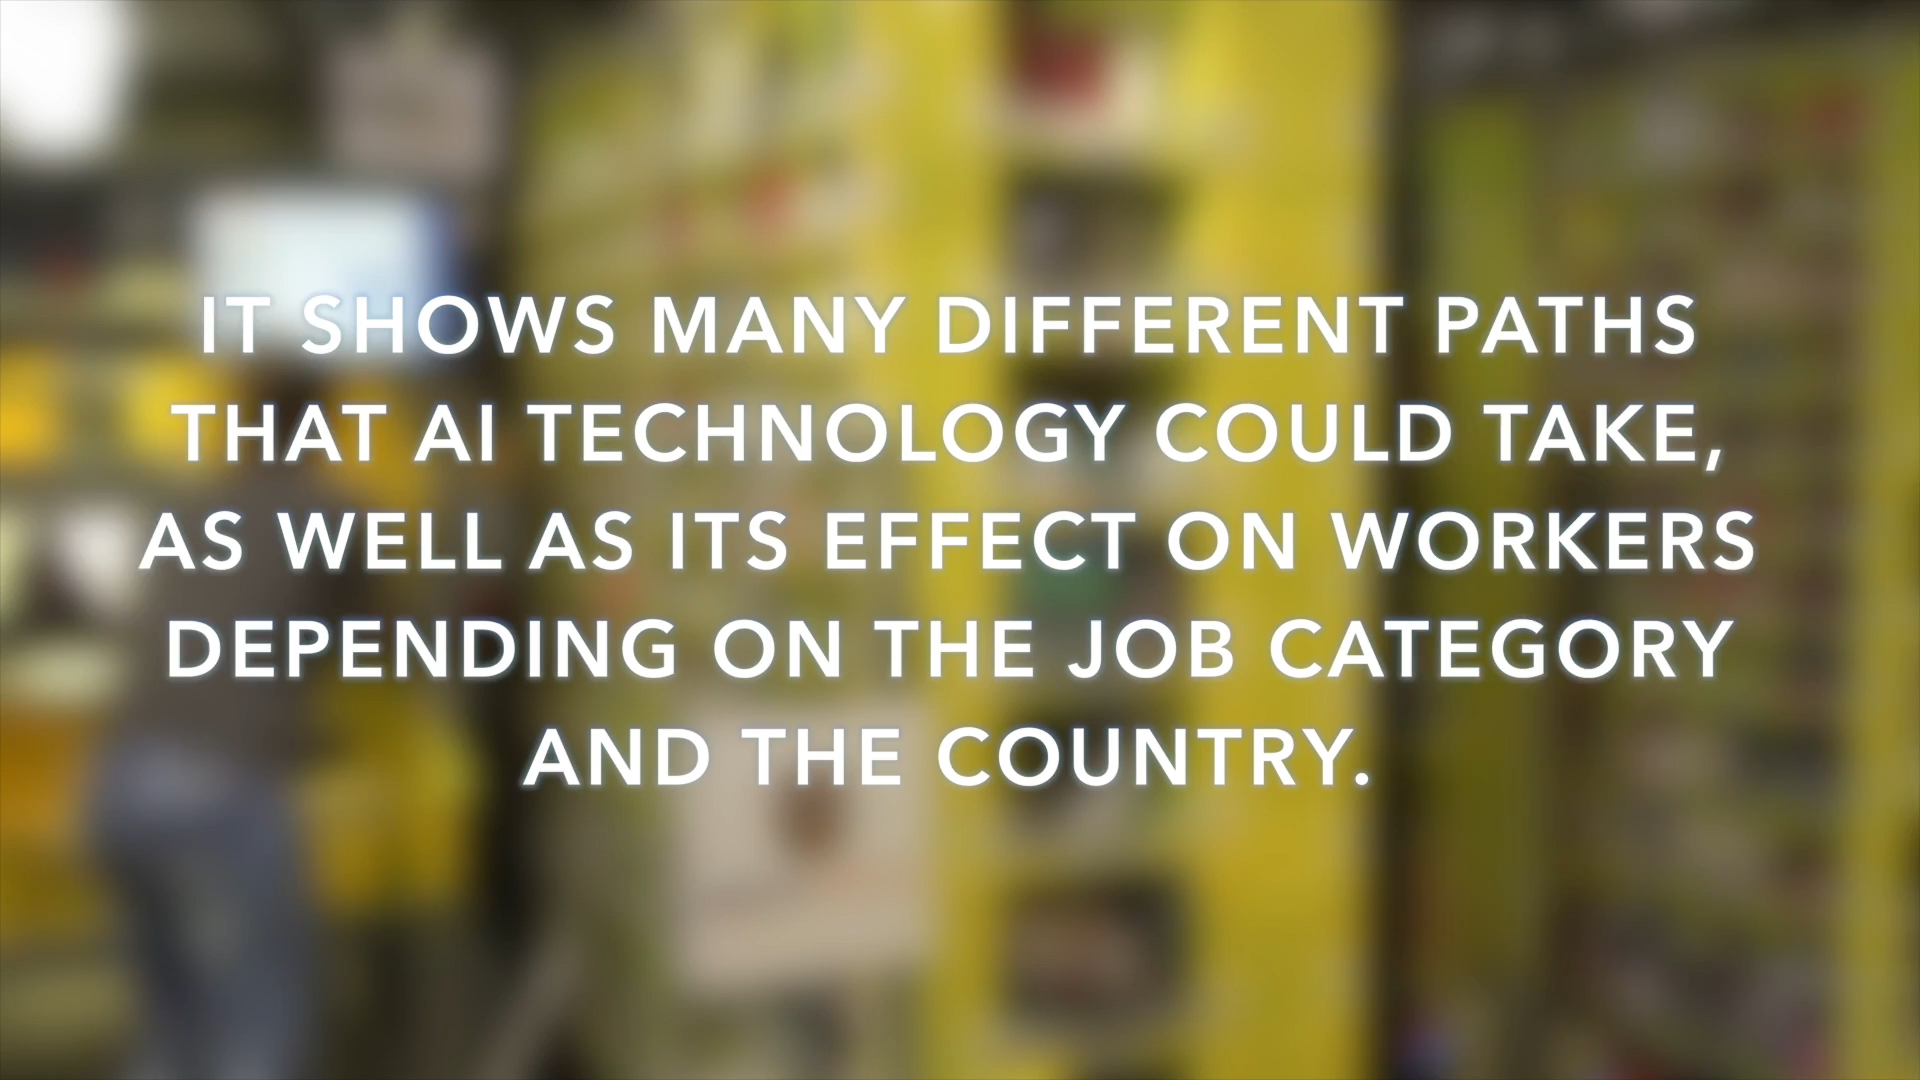 IT SHOWS MANY DIFFERENT PATHS
THAT AI TECHNOLOGY COULD TAKE,
AS WELL AS ITS EFFECT ON WORKERS
DEPENDING ON THE JOB CATEGORY
AND THE COUNTRY.